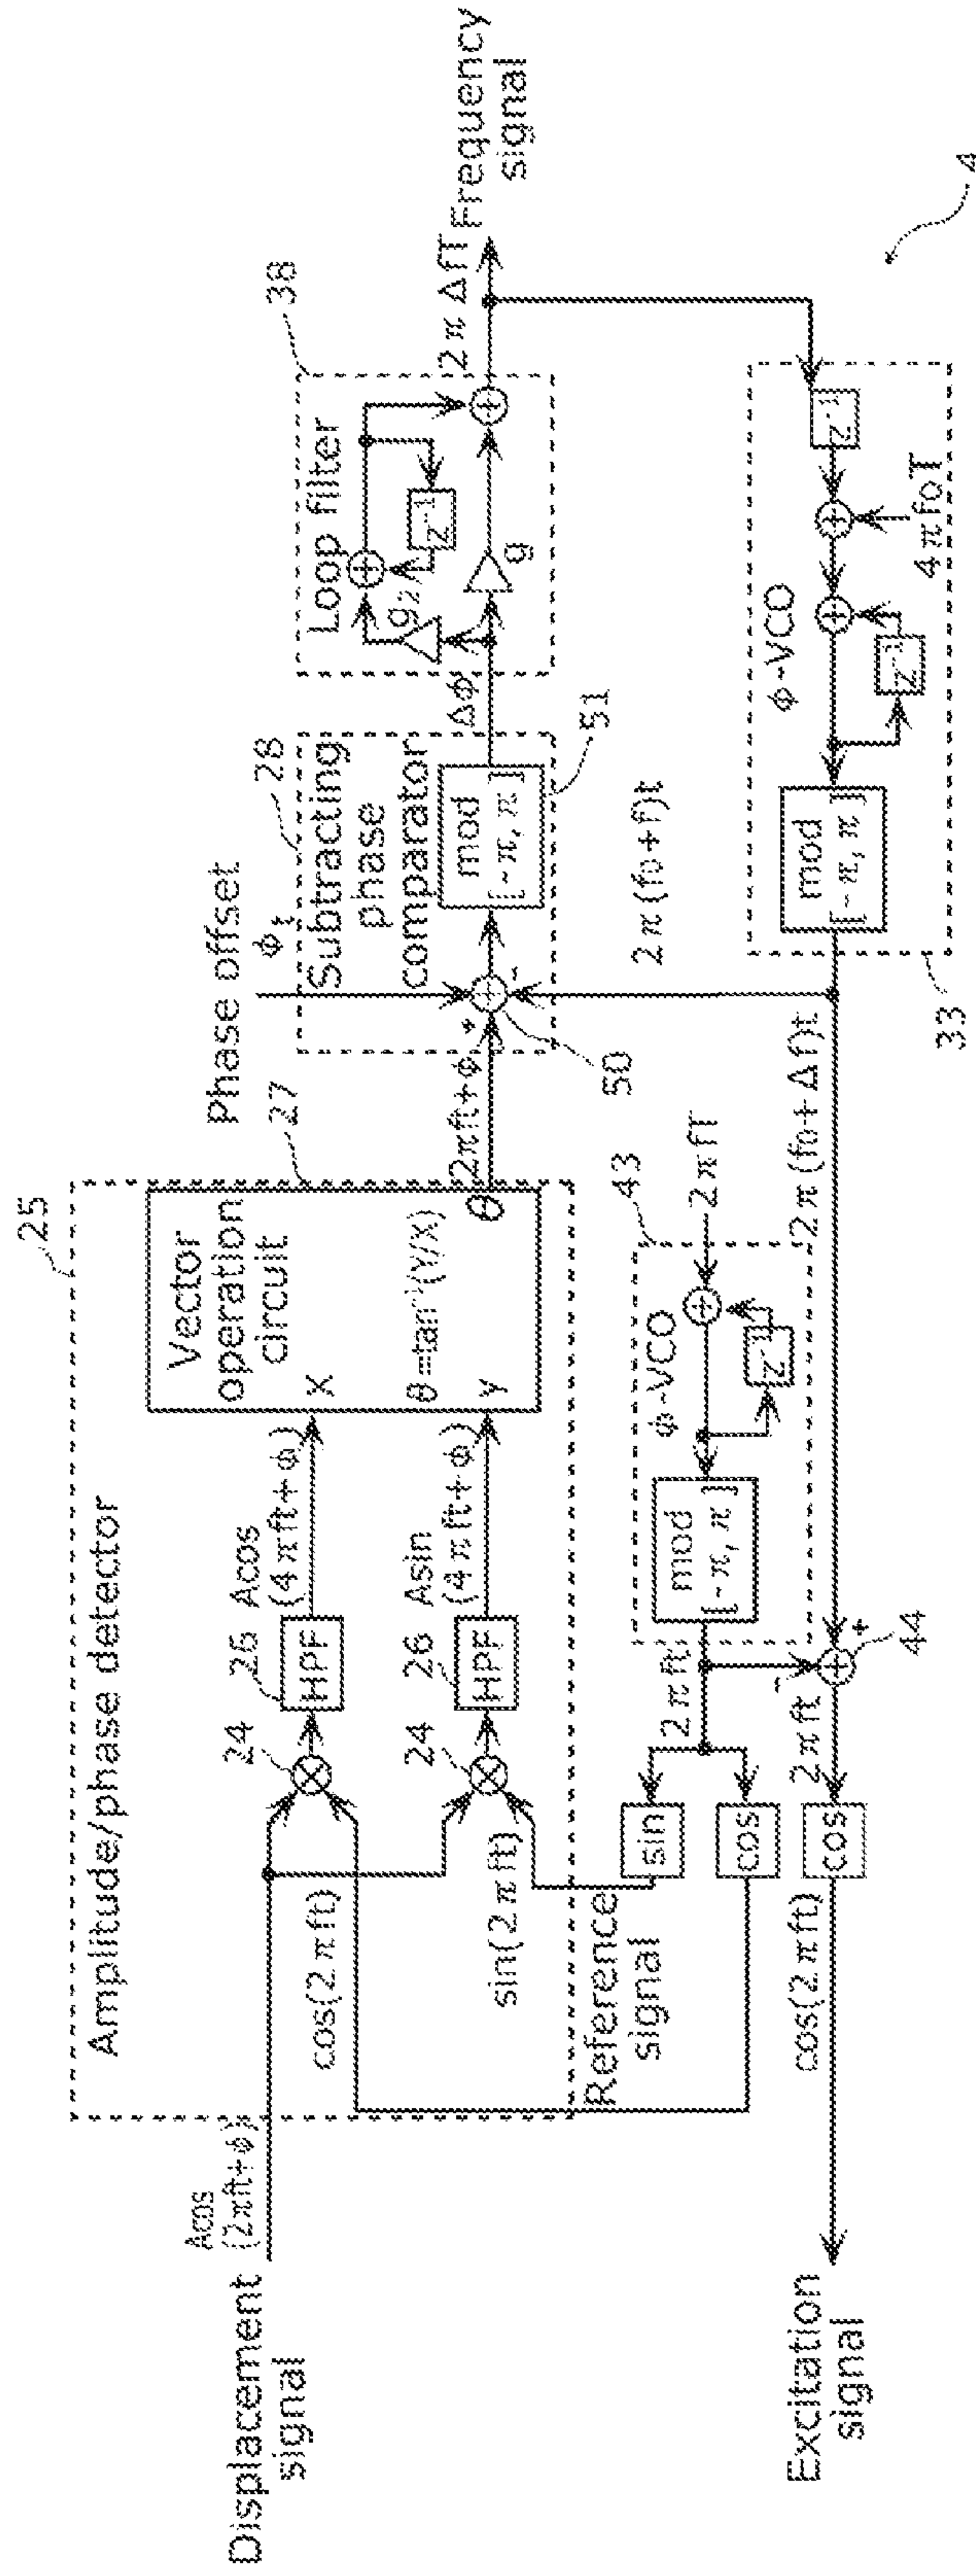 Amplitude/phase detector
25
Displacement
signal
Acos
(2πft+φ)
cos(2πft)
sin(2πft)
24
24
26
26
HPF
HPF
Acos
(4πft+φ)
Asin
(4πft+φ)
Vector
operation
circuit
x
y
θ=tan⁻¹(Y/X)
θ
27
2πft+φ
Phase offset
φ
28
Subtracting
phase
comparator
+
-
50
mod
[-π, π]
51
Δφ
38
Loop filter
g
z⁻¹
2πΔfT
Frequency
signal
Reference
signal
sin
cos
2πft
φ-VCO
mod
[-π, π]
z⁻¹
43
2πfT
2π(f₀+f)t
2π(f₀+Δf)t
33
φ-VCO
mod
[-π, π]
z⁻¹
z⁻¹
4πf₀T
4
Excitation
signal
cos(2πft)
cos
2πft
-
+
44